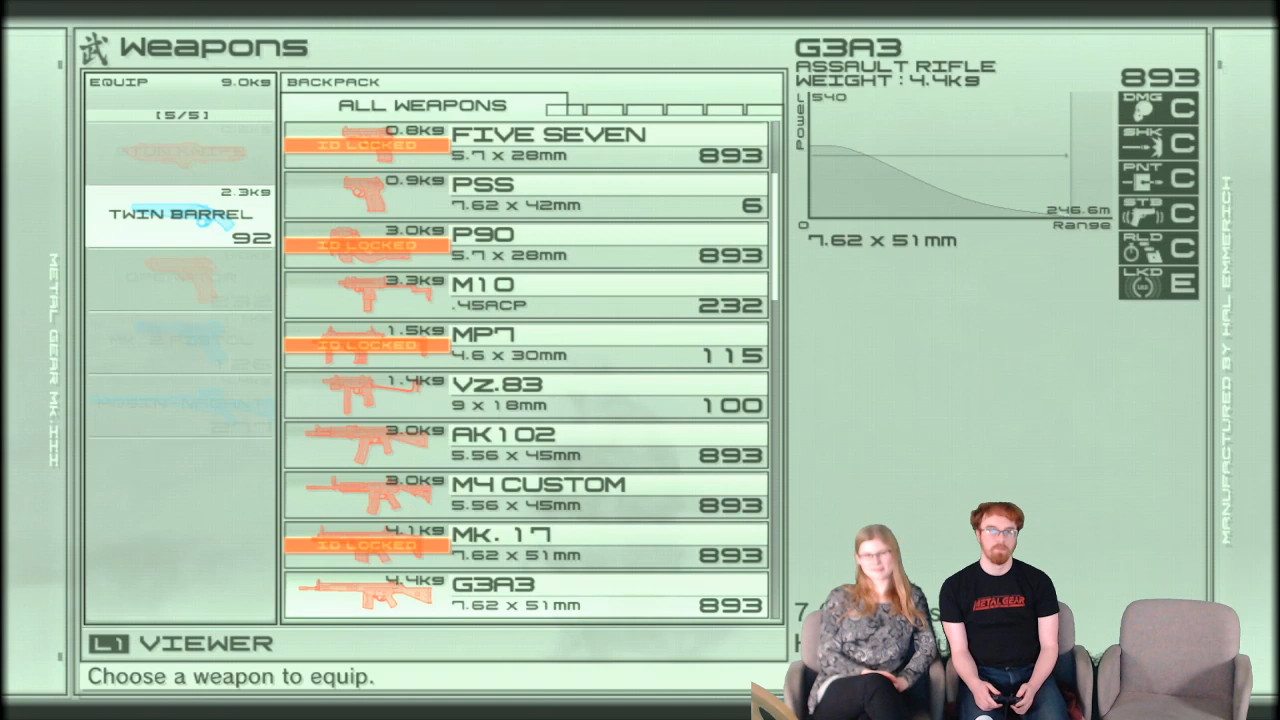 武 Weapons
EQUIP 9.0kg
[5/5]
2.3kg
TWIN BARREL
92
OPERATOR
BACKPACK
ALL WEAPONS
0.8kg FIVE SEVEN
ID LOCKED
5.7 x 28mm 893
0.9kg PSS
7.62 x 42mm 6
3.0kg P90
ID LOCKED
5.7 x 28mm 893
3.3kg M10
.45ACP 232
1.5kg MP7
ID LOCKED
4.6 x 30mm 115
1.4kg Vz.83
9 x 18mm 100
3.0kg AK102
5.56 x 45mm 893
3.0kg M4 CUSTOM
5.56 x 45mm 893
4.1kg Mk. 17
ID LOCKED
7.62 x 51mm 893
4.4kg G3A3
7.62 x 51mm 893
L1 VIEWER
Choose a weapon to equip.
G3A3
ASSAULT RIFLE
WEIGHT : 4.4kg
893
Power
540
246.6m
0 Range
7.62 x 51mm
DMG C
SHK C
PNT C
STB C
RLD C
LKD E
METAL GEAR MK.III
MANUFACTURED BY HAL EMMERICH
METAL GEAR